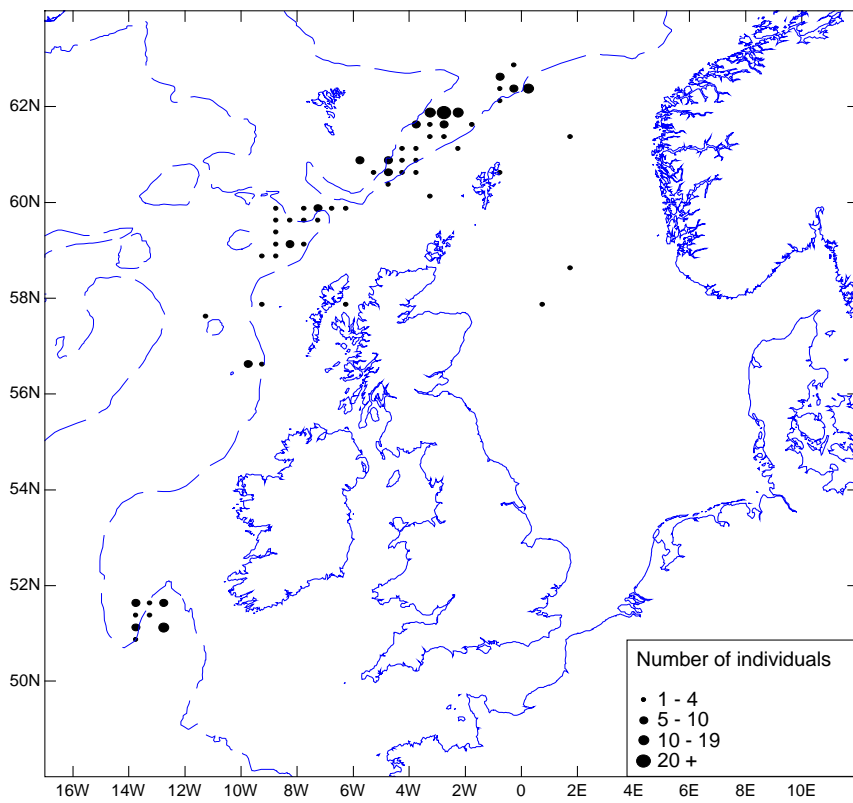 62N
60N
58N
56N
54N
52N
50N
Number of individuals
1 - 4
5 - 10
10 - 19
20 +
16W 14W 12W 10W 8W 6W 4W 2W 0 2E 4E 6E 8E 10E